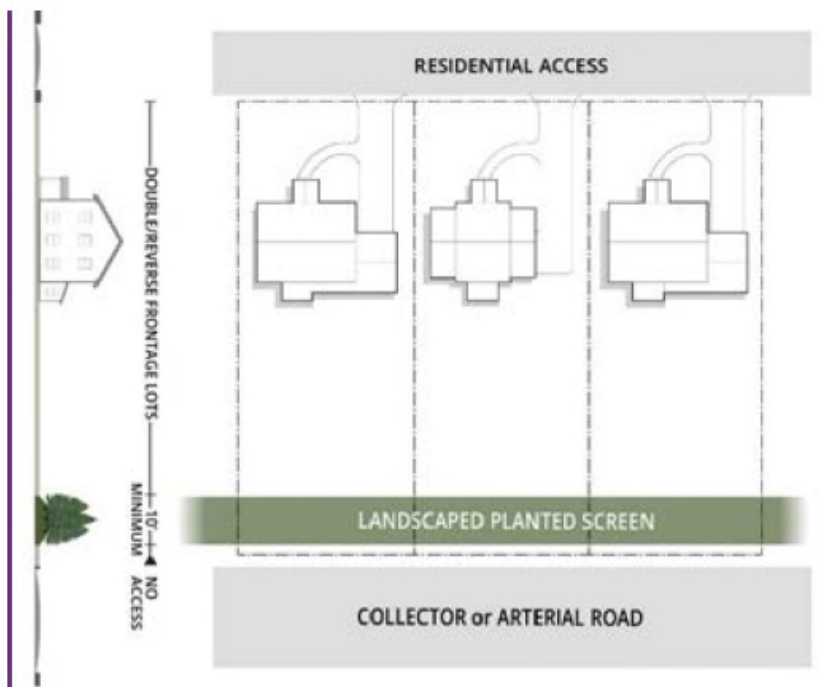 RESIDENTIAL ACCESS
DOUBLE/REVERSE FRONTAGE LOTS
10'
MINIMUM
NO
ACCESS
LANDSCAPED PLANTED SCREEN
COLLECTOR or ARTERIAL ROAD